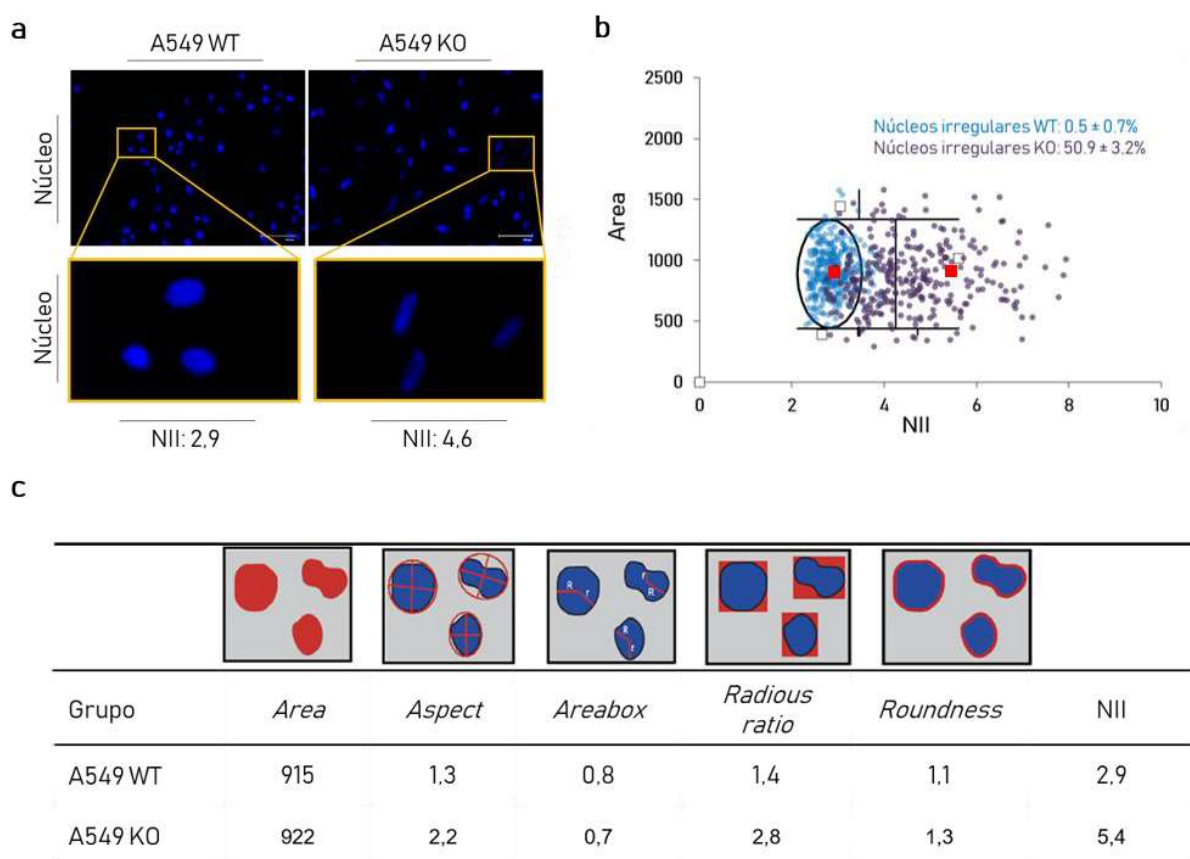 a
A549 WT
A549 KO
Núcleo
Núcleo
NII: 2,9
NII: 4,6
b
2500
2000
1500
1000
500
0
Area
Núcleos irregulares WT: 0.5 ± 0.7%
Núcleos irregulares KO: 50.9 ± 3.2%
0 2 4 6 8 10
NII
c
R r r R R r
Grupo Area Aspect Areabox Radious ratio Roundness NII
A549 WT 915 1,3 0,8 1,4 1,1 2,9
A549 KO 922 2,2 0,7 2,8 1,3 5,4